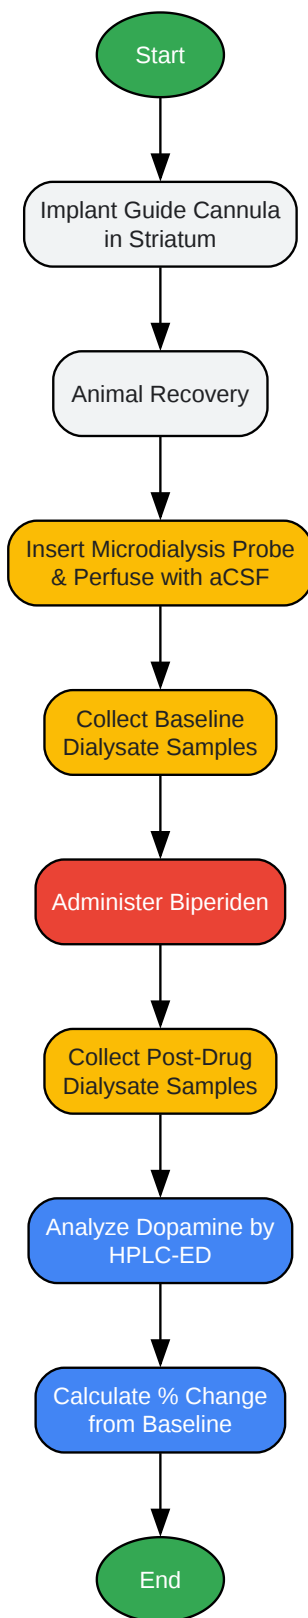 Start
Implant Guide Cannula
in Striatum
Animal Recovery
Insert Microdialysis Probe
& Perfuse with aCSF
Collect Baseline
Dialysate Samples
Administer Biperiden
Collect Post-Drug
Dialysate Samples
Analyze Dopamine by
HPLC-ED
Calculate % Change
from Baseline
End